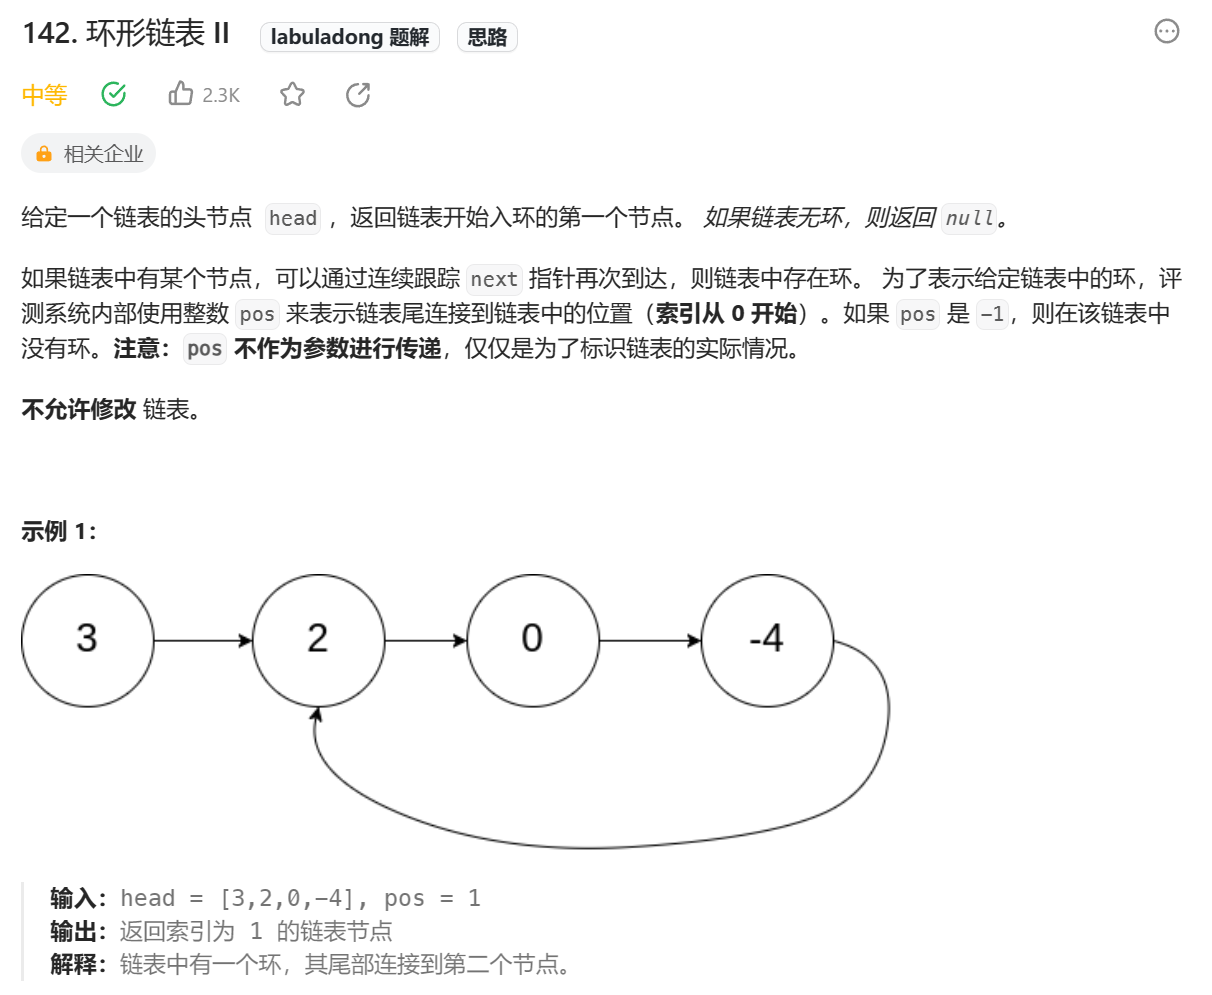 142. 环形链表 II labuladong 题解 思路
中等 2.3K
相关企业
给定一个链表的头节点 head ，返回链表开始入环的第一个节点。 如果链表无环，则返回 null。
如果链表中有某个节点，可以通过连续跟踪 next 指针再次到达，则链表中存在环。 为了表示给定链表中的环，评
测系统内部使用整数 pos 来表示链表尾连接到链表中的位置（索引从 0 开始）。如果 pos 是 -1，则在该链表中
没有环。注意：pos 不作为参数进行传递，仅仅是为了标识链表的实际情况。
不允许修改 链表。
示例 1：
3 2 0 -4
输入：head = [3,2,0,-4], pos = 1
输出：返回索引为 1 的链表节点
解释：链表中有一个环，其尾部连接到第二个节点。